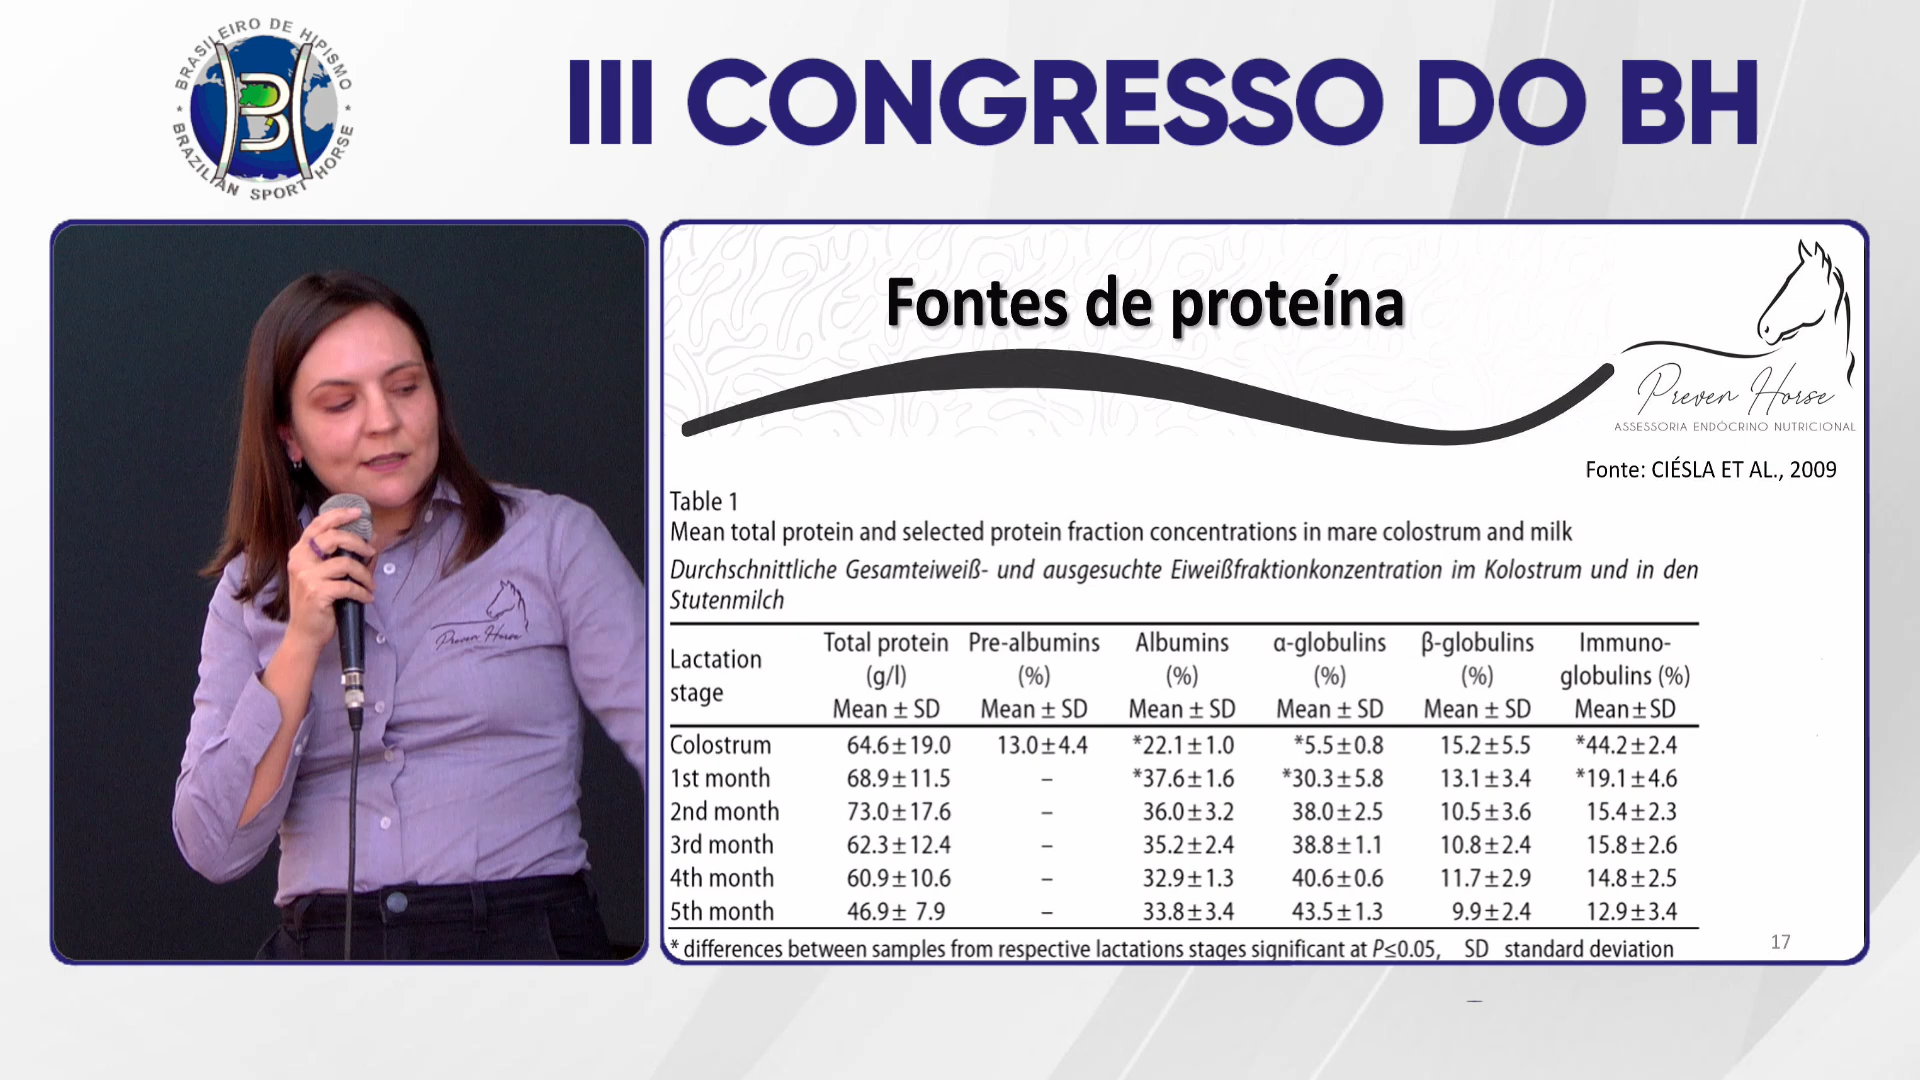 BRASILEIRO DE HIPISMO
BRAZILIAN SPORT HORSE
BH
III CONGRESSO DO BH
Preven Horse
Fontes de proteína
Preven Horse
ASSESSORIA ENDÓCRINO NUTRICIONAL
Fonte: CIÉSLA ET AL., 2009
Table 1
Mean total protein and selected protein fraction concentrations in mare colostrum and milk
Durchschnittliche Gesamteiweiß- und ausgesuchte Eiweißfraktionkonzentration im Kolostrum und in den
Stutenmilch
Lactation stage Total protein (g/l) Mean ± SD Pre-albumins (%) Mean ± SD Albumins (%) Mean ± SD α-globulins (%) Mean ± SD β-globulins (%) Mean ± SD Immuno-globulins (%) Mean±SD
Colostrum 64.6±19.0 13.0±4.4 *22.1±1.0 *5.5±0.8 15.2±5.5 *44.2±2.4
1st month 68.9±11.5 – *37.6±1.6 *30.3±5.8 13.1±3.4 *19.1±4.6
2nd month 73.0±17.6 – 36.0±3.2 38.0±2.5 10.5±3.6 15.4±2.3
3rd month 62.3±12.4 – 35.2±2.4 38.8±1.1 10.8±2.4 15.8±2.6
4th month 60.9±10.6 – 32.9±1.3 40.6±0.6 11.7±2.9 14.8±2.5
5th month 46.9± 7.9 – 33.8±3.4 43.5±1.3 9.9±2.4 12.9±3.4
* differences between samples from respective lactations stages significant at P≤0.05, SD standard deviation
17